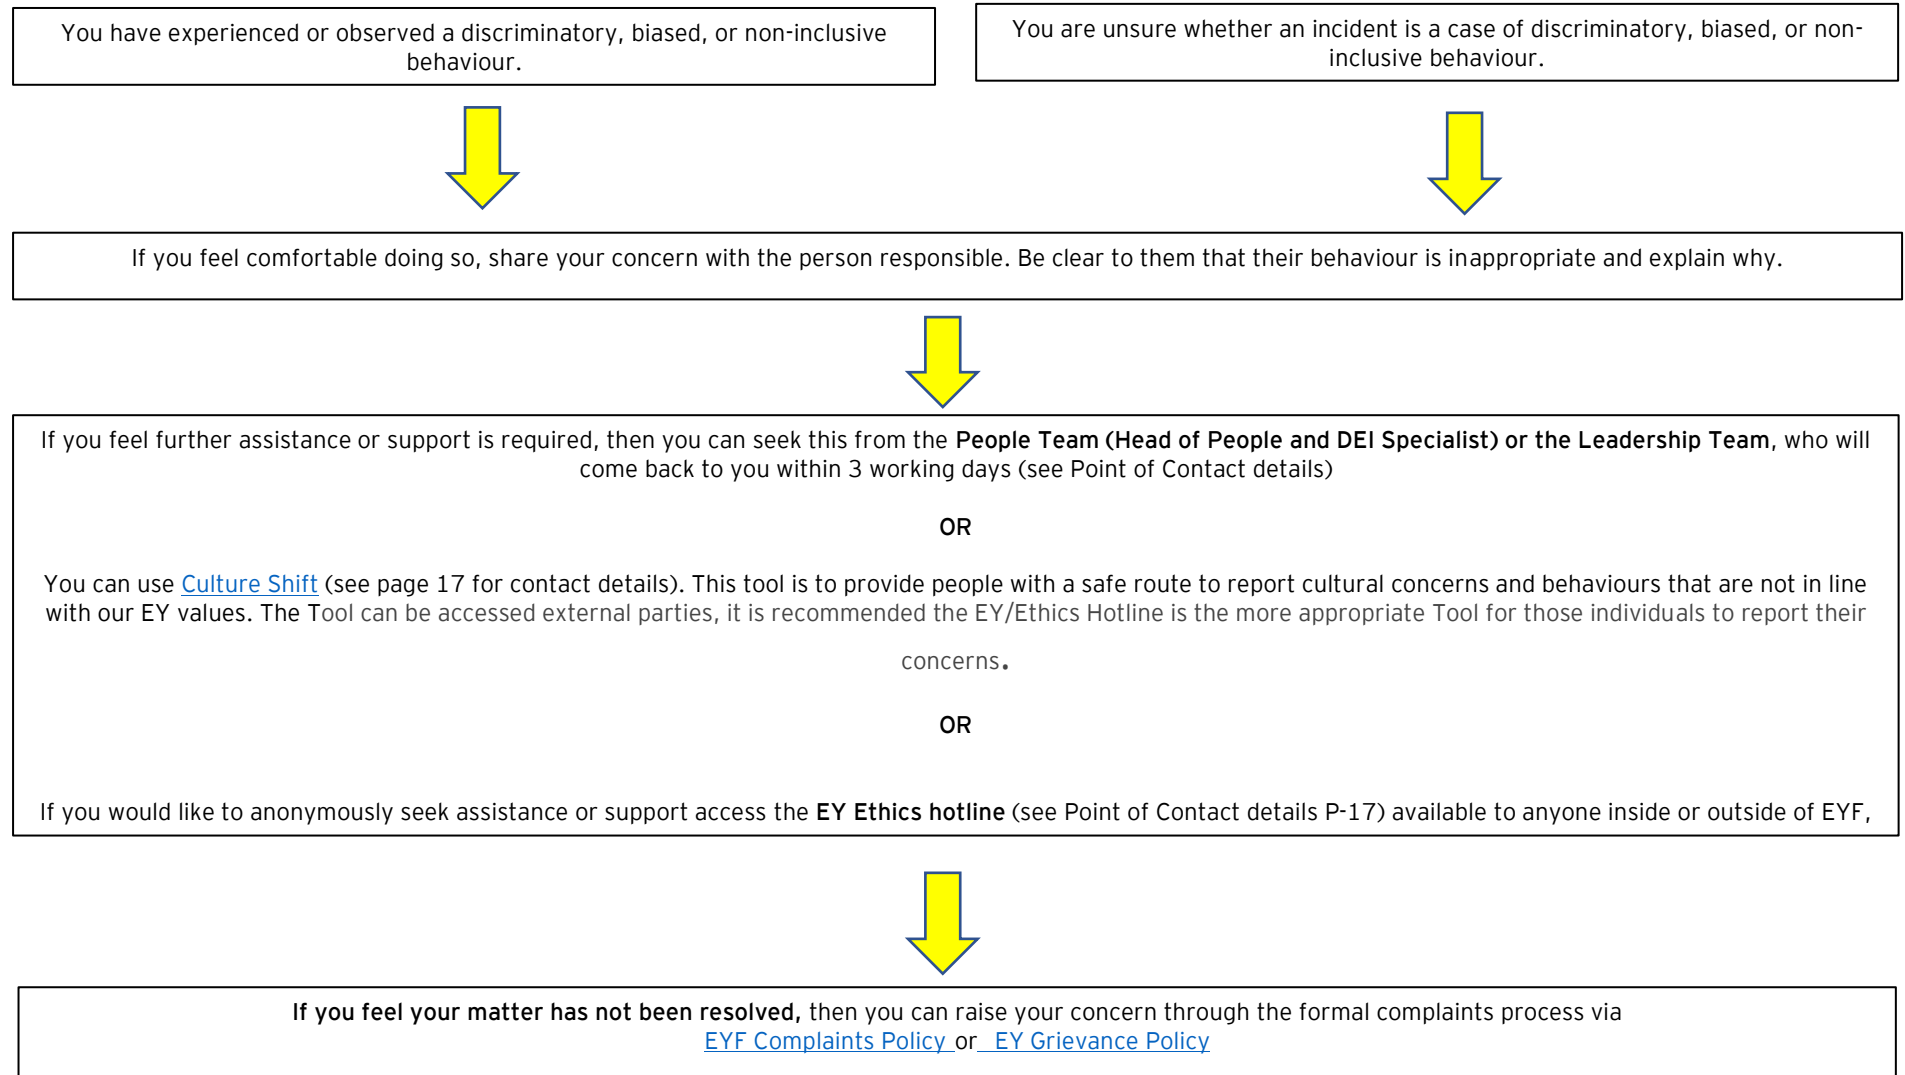 You have experienced or observed a discriminatory, biased, or non-inclusive
behaviour.
You are unsure whether an incident is a case of discriminatory, biased, or non-
inclusive behaviour.
If you feel comfortable doing so, share your concern with the person responsible. Be clear to them that their behaviour is inappropriate and explain why.
If you feel further assistance or support is required, then you can seek this from the People Team (Head of People and DEI Specialist) or the Leadership Team, who will
come back to you within 3 working days (see Point of Contact details)
OR
You can use Culture Shift (see page 17 for contact details). This tool is to provide people with a safe route to report cultural concerns and behaviours that are not in line
with our EY values. The Tool can be accessed external parties, it is recommended the EY/Ethics Hotline is the more appropriate Tool for those individuals to report their
concerns.
OR
If you would like to anonymously seek assistance or support access the EY Ethics hotline (see Point of Contact details P-17) available to anyone inside or outside of EYF,
If you feel your matter has not been resolved, then you can raise your concern through the formal complaints process via
EYF Complaints Policy or EY Grievance Policy